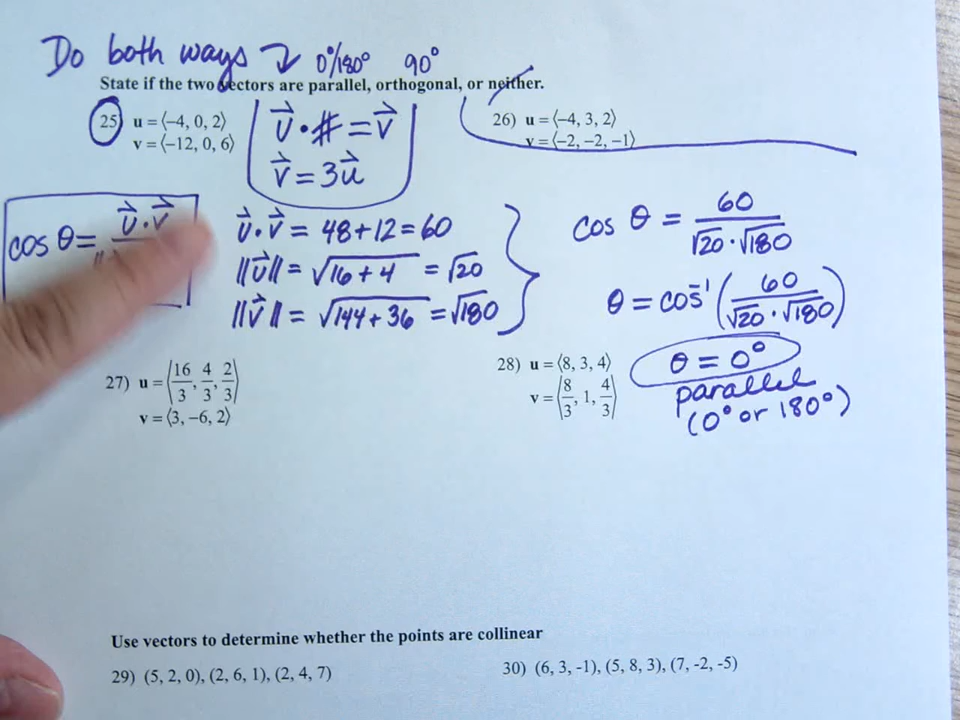 Do both ways ↴ 0°/180° 90°
State if the two vectors are parallel, orthogonal, or neither.
25) u = ⟨-4, 0, 2⟩
v = ⟨-12, 0, 6⟩
u⃗ · # = v⃗
v⃗ = 3u⃗
26) u = ⟨-4, 3, 2⟩
v = ⟨-2, -2, -1⟩
cos θ = u⃗ · v⃗
u⃗ · v⃗ = 48 + 12 = 60
||u⃗|| = √16 + 4 = √20
||v⃗|| = √144 + 36 = √180
cos θ = 60 / √20 · √180
θ = cos⁻¹ (60 / √20 · √180)
θ = 0°
parallel
(0° or 180°)
27) u = ⟨16/3, 4/3, 2/3⟩
v = ⟨3, -6, 2⟩
28) u = ⟨8, 3, 4⟩
v = ⟨8/3, 1, 4/3⟩
Use vectors to determine whether the points are collinear
29) (5, 2, 0), (2, 6, 1), (2, 4, 7)
30) (6, 3, -1), (5, 8, 3), (7, -2, -5)